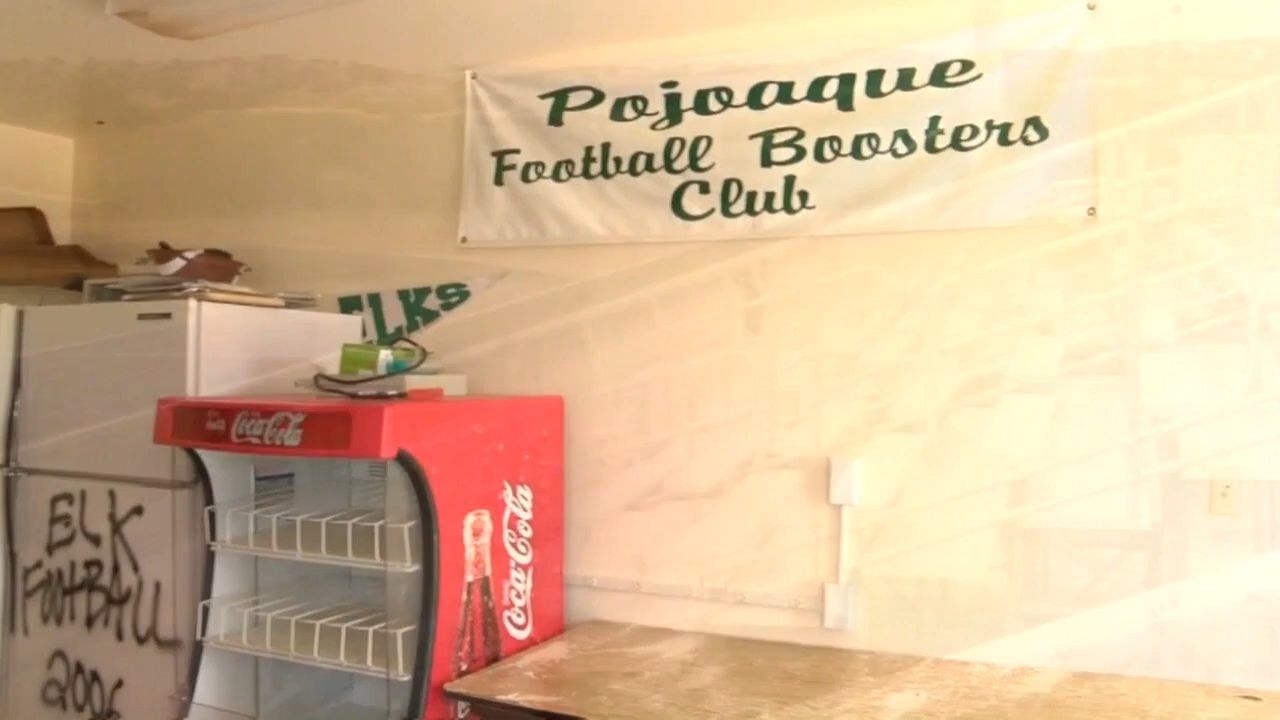 Pojoaque
Football Boosters
Club
ELKS
Coca-Cola
Coca-Cola
ELK
FOOTBALL
2006